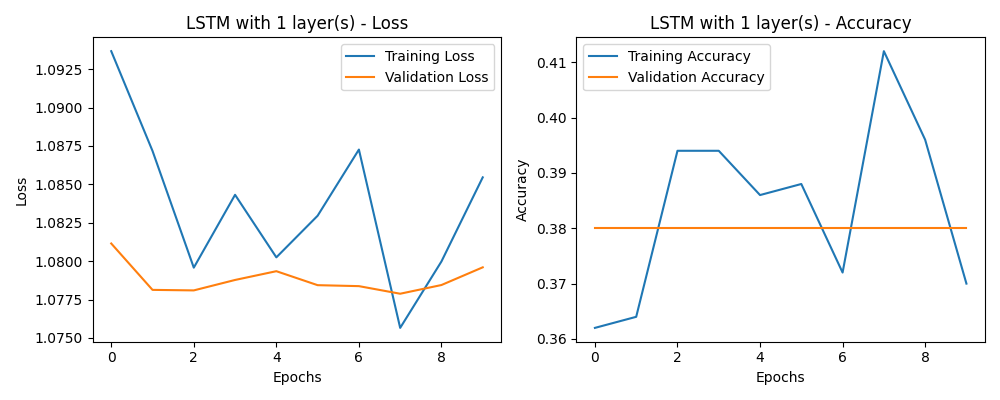 LSTM with 1 layer(s) - Loss
Training Loss
Validation Loss
1.0925
1.0900
1.0875
1.0850
1.0825
1.0800
1.0775
1.0750
Loss
0 2 4 6 8
Epochs
LSTM with 1 layer(s) - Accuracy
Training Accuracy
Validation Accuracy
0.41
0.40
0.39
0.38
0.37
0.36
Accuracy
0 2 4 6 8
Epochs